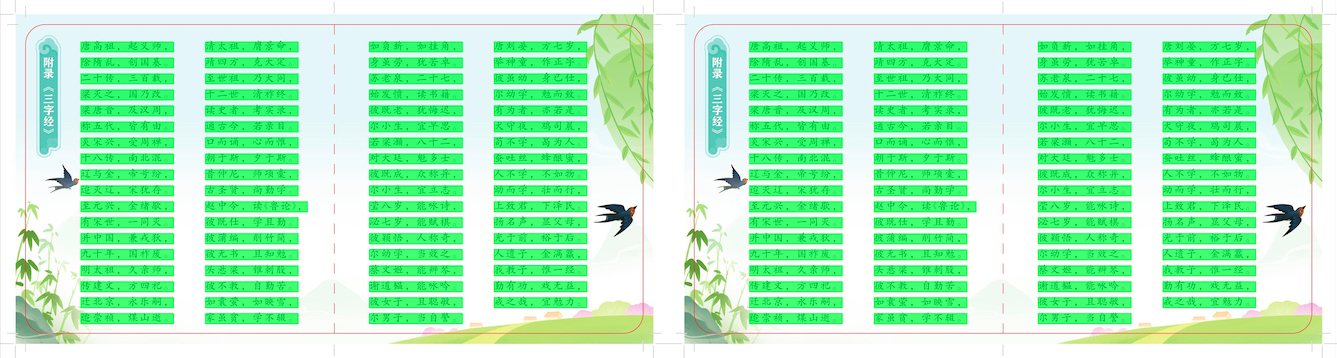 附录《三字经》
唐高祖，起义师，
除隋乱，创国基。
二十传，三百载，
梁灭之，国乃改。
梁唐晋，及汉周，
称五代，皆有由。
炎宋兴，受周禅，
十八传，南北混。
辽与金，帝号纷，
迨灭辽，宋犹存。
至元兴，金绪歇，
有宋世，一同灭。
并中国，兼戎狄，
九十年，国祚废。
明太祖，久亲师，
传建文，方四祀。
迁北京，永乐嗣，
迨崇祯，煤山逝。
清太祖，膺景命，
靖四方，克大定。
至世祖，乃大同，
十二世，清祚终。
读史者，考实录，
通古今，若亲目。
口而诵，心而惟，
朝于斯，夕于斯。
昔仲尼，师项橐，
古圣贤，尚勤学。
赵中令，读《鲁论》，
彼既仕，学且勤。
披蒲编，削竹简，
彼无书，且知勉。
头悬梁，锥刺股，
彼不教，自勤苦。
如囊萤，如映雪，
家虽贫，学不辍。
如负薪，如挂角，
身虽劳，犹苦卓。
苏老泉，二十七，
始发愤，读书籍。
彼既老，犹悔迟，
尔小生，宜早思。
若梁灏，八十二，
对大廷，魁多士。
彼既成，众称异，
尔小生，宜立志。
莹八岁，能咏诗，
泌七岁，能赋棋。
彼颖悟，人称奇，
尔幼学，当效之。
蔡文姬，能辨琴，
谢道韫，能咏吟。
彼女子，且聪敏，
尔男子，当自警。
唐刘晏，方七岁，
举神童，作正字。
彼虽幼，身已仕，
尔幼学，勉而致。
有为者，亦若是。
犬守夜，鸡司晨，
苟不学，曷为人。
蚕吐丝，蜂酿蜜，
人不学，不如物。
幼而学，壮而行，
上致君，下泽民。
扬名声，显父母，
光于前，裕于后。
人遗子，金满籯，
我教子，惟一经。
勤有功，戏无益，
戒之哉，宜勉力。
附录《三字经》
唐高祖，起义师，
除隋乱，创国基。
二十传，三百载，
梁灭之，国乃改。
梁唐晋，及汉周，
称五代，皆有由。
炎宋兴，受周禅，
十八传，南北混。
辽与金，帝号纷，
迨灭辽，宋犹存。
至元兴，金绪歇，
有宋世，一同灭。
并中国，兼戎狄，
九十年，国祚废。
明太祖，久亲师，
传建文，方四祀。
迁北京，永乐嗣，
迨崇祯，煤山逝。
清太祖，膺景命，
靖四方，克大定。
至世祖，乃大同，
十二世，清祚终。
读史者，考实录，
通古今，若亲目。
口而诵，心而惟，
朝于斯，夕于斯。
昔仲尼，师项橐，
古圣贤，尚勤学。
赵中令，读《鲁论》，
彼既仕，学且勤。
披蒲编，削竹简，
彼无书，且知勉。
头悬梁，锥刺股，
彼不教，自勤苦。
如囊萤，如映雪，
家虽贫，学不辍。
如负薪，如挂角，
身虽劳，犹苦卓。
苏老泉，二十七，
始发愤，读书籍。
彼既老，犹悔迟，
尔小生，宜早思。
若梁灏，八十二，
对大廷，魁多士。
彼既成，众称异，
尔小生，宜立志。
莹八岁，能咏诗，
泌七岁，能赋棋。
彼颖悟，人称奇，
尔幼学，当效之。
蔡文姬，能辨琴，
谢道韫，能咏吟。
彼女子，且聪敏，
尔男子，当自警。
唐刘晏，方七岁，
举神童，作正字。
彼虽幼，身已仕，
尔幼学，勉而致。
有为者，亦若是。
犬守夜，鸡司晨，
苟不学，曷为人。
蚕吐丝，蜂酿蜜，
人不学，不如物。
幼而学，壮而行，
上致君，下泽民。
扬名声，显父母，
光于前，裕于后。
人遗子，金满籯，
我教子，惟一经。
勤有功，戏无益，
戒之哉，宜勉力。